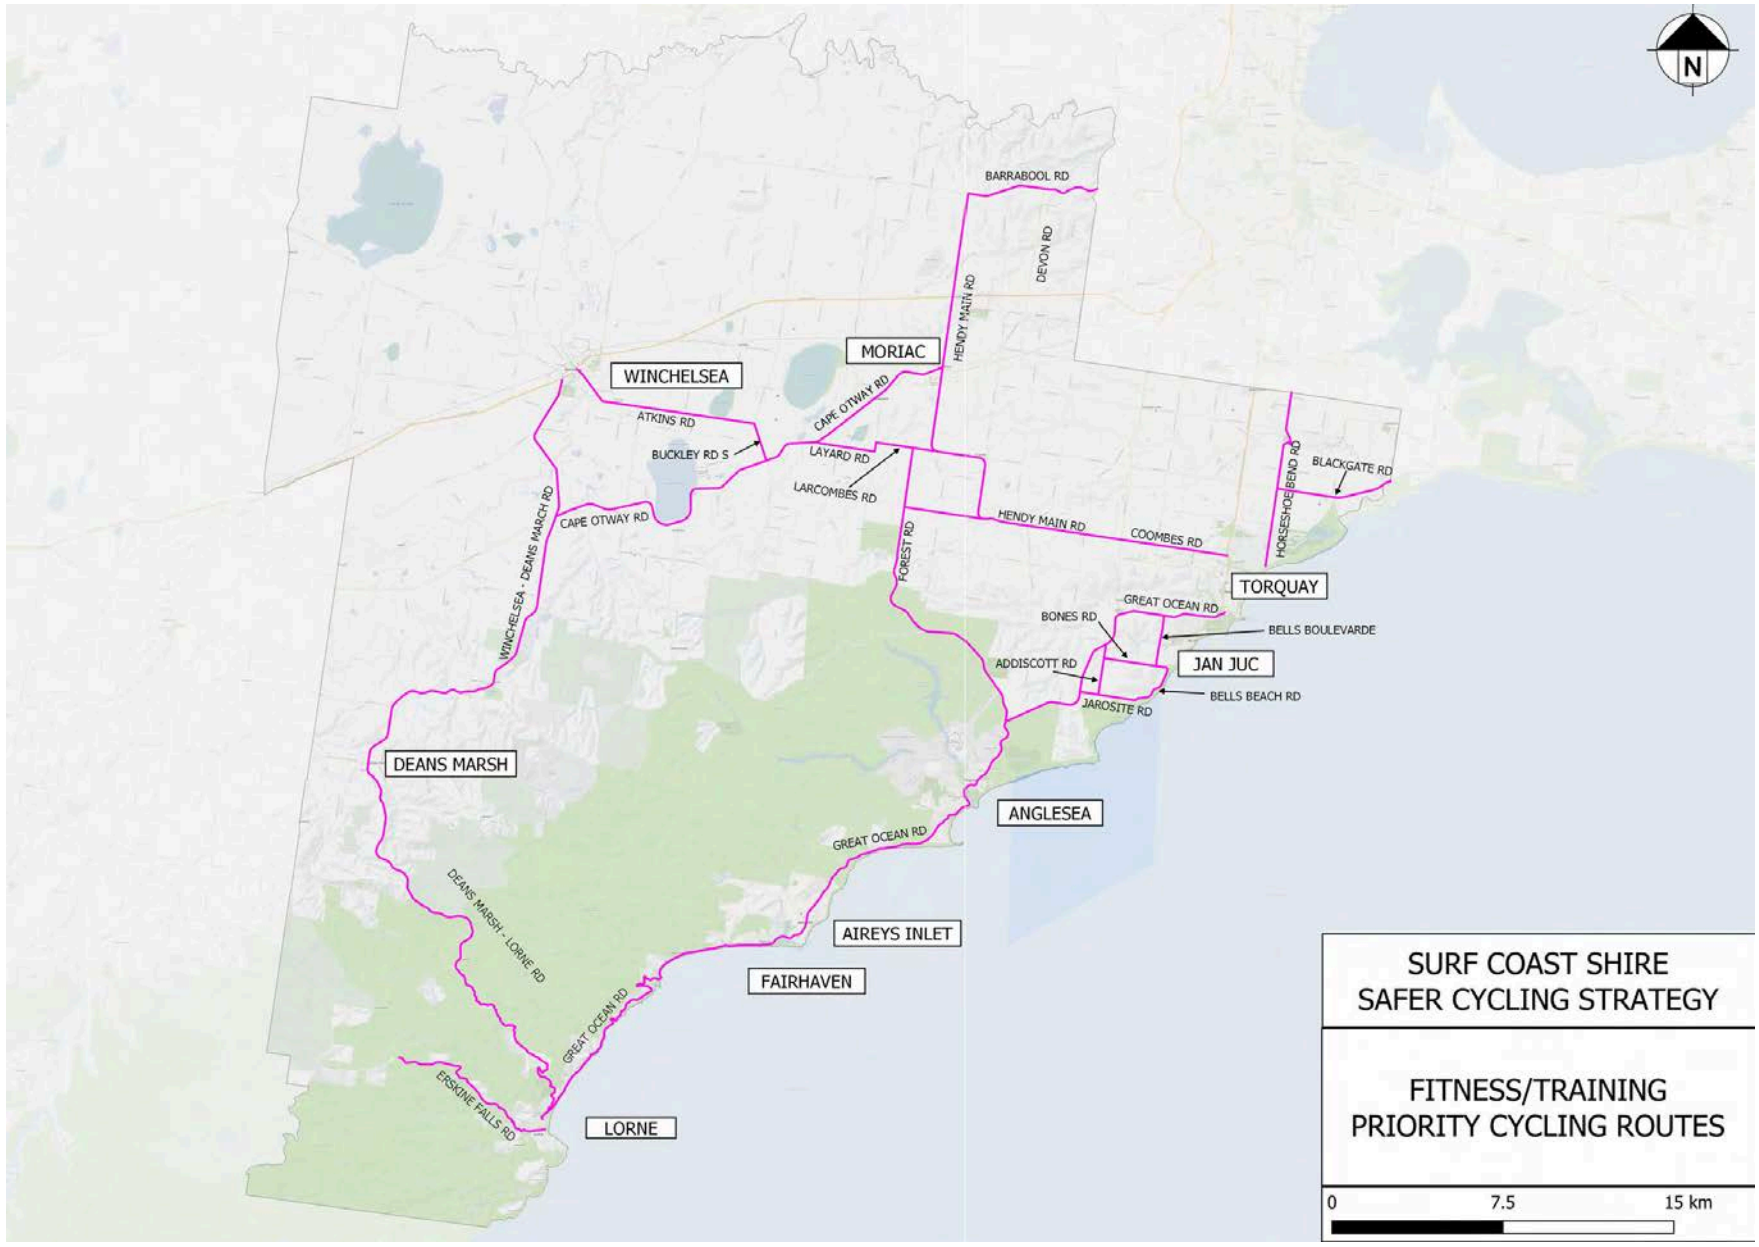 N
BARRABOOL RD
DEVON RD
HENDY MAIN RD
MORIAC
WINCHELSEA
CAPE OTWAY RD
ATKINS RD
BUCKLEY RD S
LAYARD RD
LARCOMBES RD
HORSESHOE BEND RD
BLACKGATE RD
WINCHELSEA - DEANS MARCH RD
CAPE OTWAY RD
HENDY MAIN RD
COOMBES RD
FOREST RD
TORQUAY
GREAT OCEAN RD
BONES RD
BELLS BOULEVARDE
ADDISCOTT RD
JAN JUC
BELLS BEACH RD
JAROSITE RD
DEANS MARSH
ANGLESEA
GREAT OCEAN RD
DEANS MARSH - LORNE RD
AIREYS INLET
FAIRHAVEN
GREAT OCEAN RD
ERSKINE FALLS RD
LORNE
SURF COAST SHIRE
SAFER CYCLING STRATEGY
FITNESS/TRAINING
PRIORITY CYCLING ROUTES
0 7.5 15 km